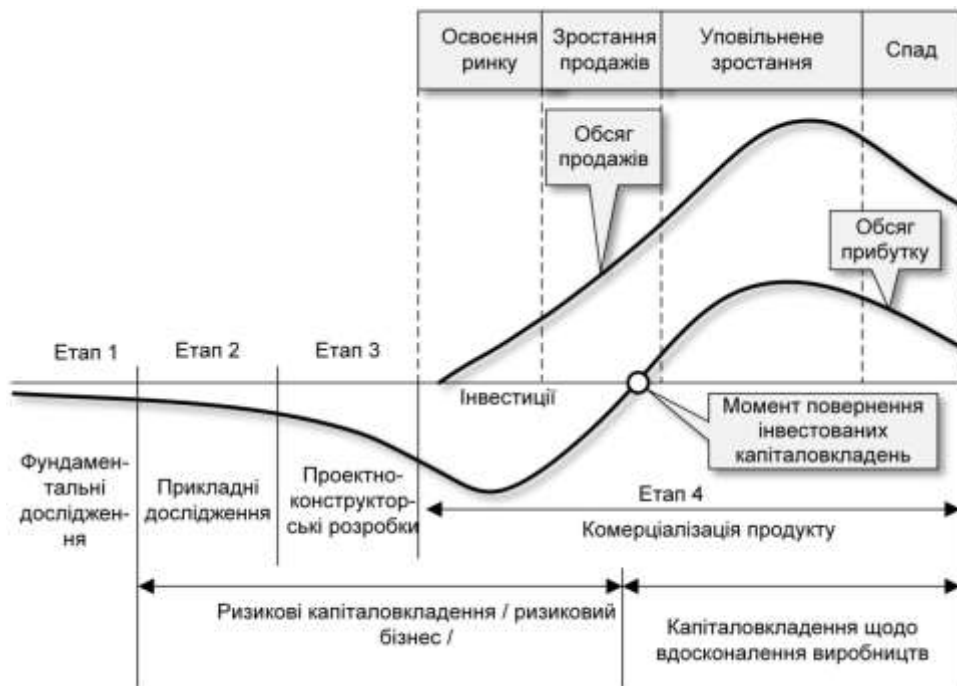 Освоєння
ринку
Зростання
продажів
Уповільнене
зростання
Спад
Обсяг
продажів
Обсяг
прибутку
Етап 1
Етап 2
Етап 3
Інвестиції
Момент повернення
інвестованих
капіталовкладень
Фундамен-
тальні
досліджен-
ня
Прикладні
дослідження
Проектно-
конструктор-
ські розробки
Етап 4
Комерціалізація продукту
Ризикові капіталовкладення / ризиковий
бізнес /
Капіталовкладення щодо
вдосконалення виробництв